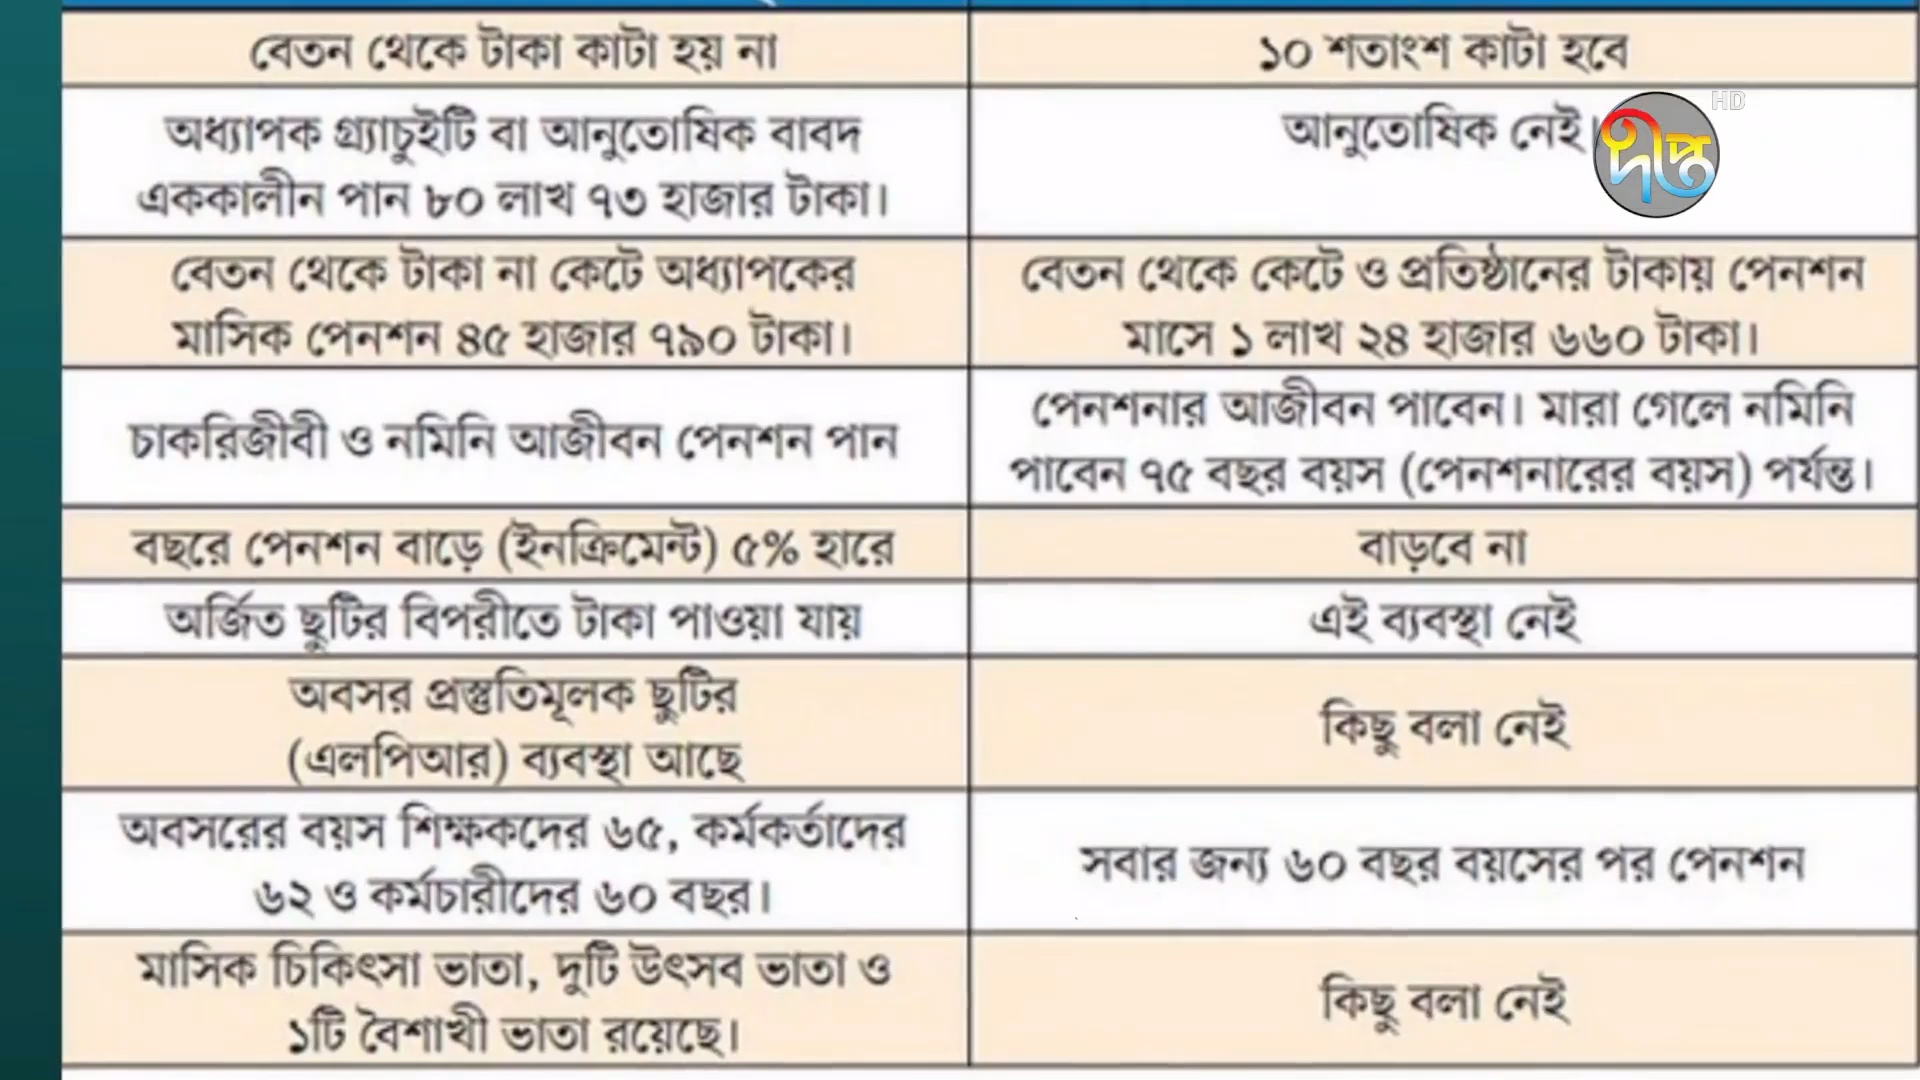 বেতন থেকে টাকা কাটা হয় না
১০ শতাংশ কাটা হবে
অধ্যাপক গ্র্যাচুইটি বা আনুতোষিক বাবদ
এককালীন পান ৮০ লাখ ৭৩ হাজার টাকা।
আনুতোষিক নেই।
দীপ্ত HD
বেতন থেকে টাকা না কেটে অধ্যাপকের
মাসিক পেনশন ৪৫ হাজার ৭৯০ টাকা।
বেতন থেকে কেটে ও প্রতিষ্ঠানের টাকায় পেনশন
মাসে ১ লাখ ২৪ হাজার ৬৬০ টাকা।
চাকরিজীবী ও নমিনি আজীবন পেনশন পান
পেনশনার আজীবন পাবেন। মারা গেলে নমিনি
পাবেন ৭৫ বছর বয়স (পেনশনারের বয়স) পর্যন্ত।
বছরে পেনশন বাড়ে (ইনক্রিমেন্ট) ৫% হারে
বাড়বে না
অর্জিত ছুটির বিপরীতে টাকা পাওয়া যায়
এই ব্যবস্থা নেই
অবসর প্রস্তুতিমূলক ছুটির
(এলপিআর) ব্যবস্থা আছে
কিছু বলা নেই
অবসরের বয়স শিক্ষকদের ৬৫, কর্মকর্তাদের
৬২ ও কর্মচারীদের ৬০ বছর।
সবার জন্য ৬০ বছর বয়সের পর পেনশন
মাসিক চিকিৎসা ভাতা, দুটি উৎসব ভাতা ও
১টি বৈশাখী ভাতা রয়েছে।
কিছু বলা নেই